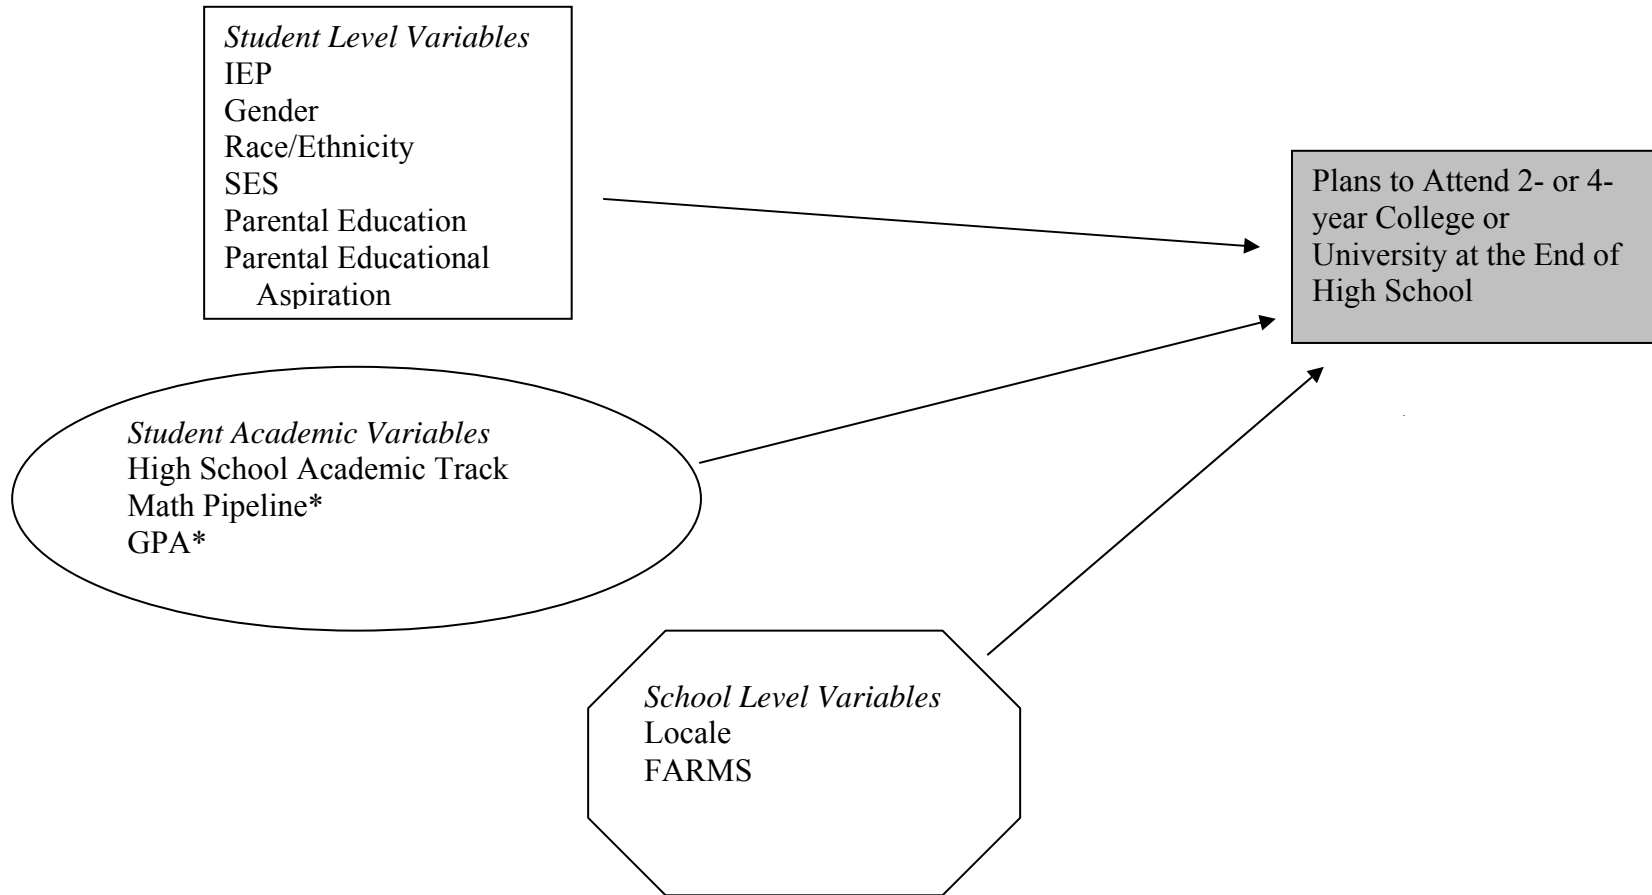 Student Level Variables
IEP
Gender
Race/Ethnicity
SES
Parental Education
Parental Educational
Aspiration
Plans to Attend 2- or 4-
year College or
University at the End of
High School
Student Academic Variables
High School Academic Track
Math Pipeline*
GPA*
School Level Variables
Locale
FARMS